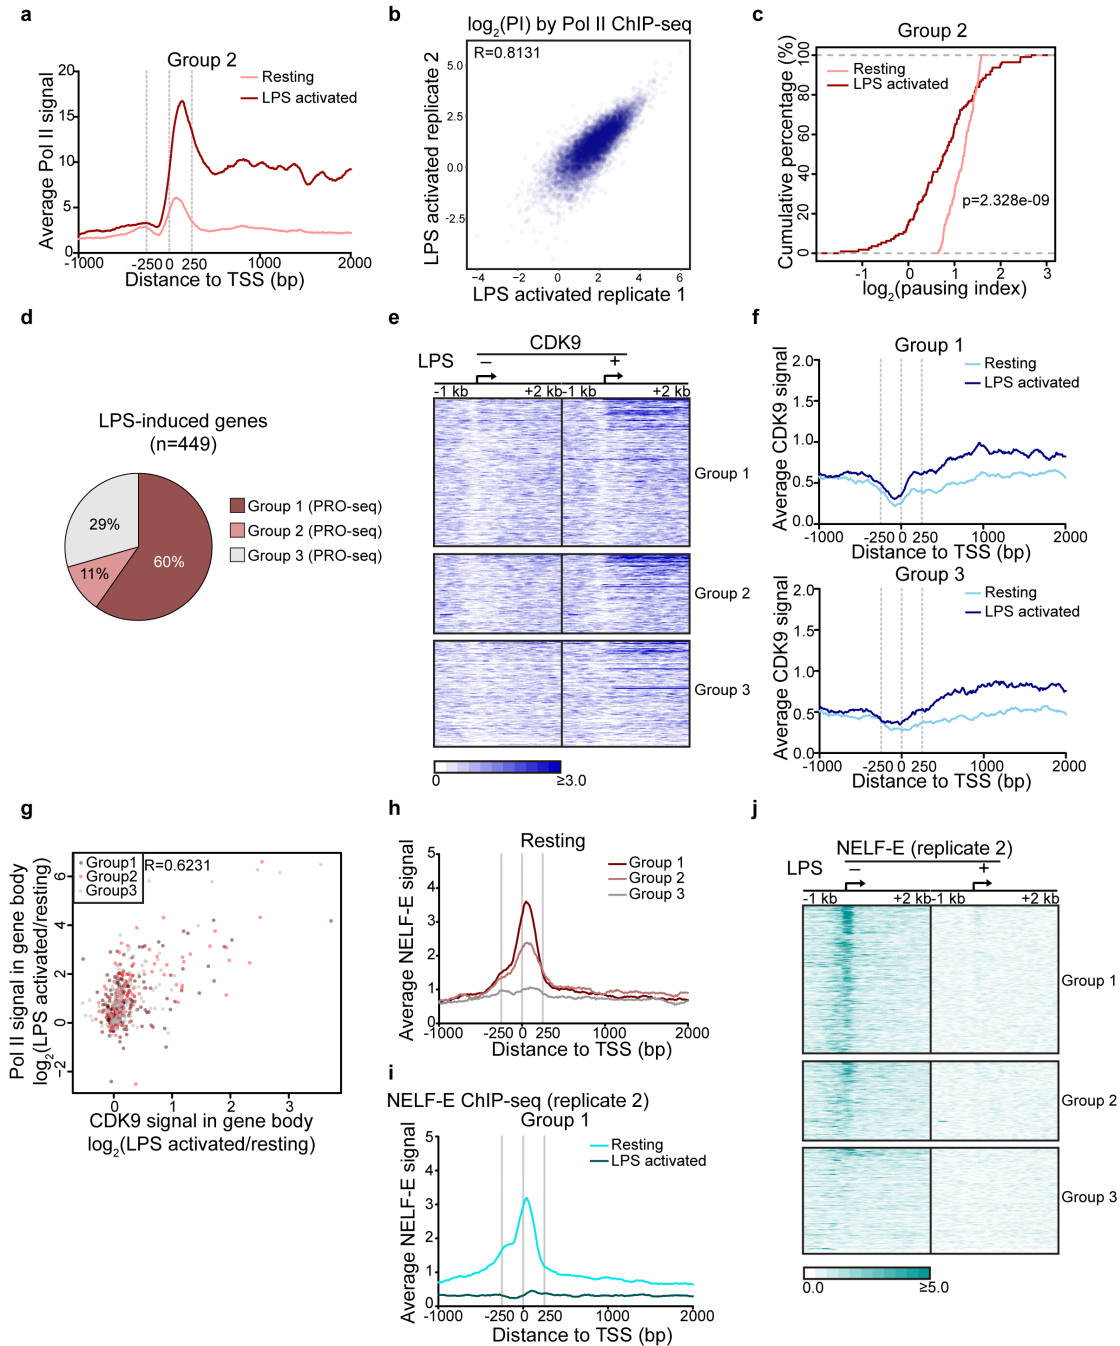 a
Group 2
Average Pol II signal
20
15
10
5
0
Resting
LPS activated
-1000
-250
0
250
1000
2000
Distance to TSS (bp)
b
log2(PI) by Pol II ChIP-seq
R=0.8131
LPS activated replicate 2
5.0
2.5
0.0
-2.5
−4
−2
0
2
4
6
LPS activated replicate 1
c
Group 2
Cumulative percentage (%)
100
80
60
40
20
0
Resting
LPS activated
p=2.328e-09
-1
0
1
2
3
log2(pausing index)
d
LPS-induced genes
(n=449)
29%
11%
60%
Group 1 (PRO-seq)
Group 2 (PRO-seq)
Group 3 (PRO-seq)
e
CDK9
LPS
−
+
-1 kb
+2 kb
-1 kb
+2 kb
Group 1
Group 2
Group 3
0
≥3.0
f
Group 1
Average CDK9 signal
2.0
1.5
1.0
0.5
0.0
Resting
LPS activated
-1000
-250
0
250
1000
2000
Distance to TSS (bp)
Group 3
Average CDK9 signal
2.0
1.5
1.0
0.5
0.0
Resting
LPS activated
-1000
-250
0
250
1000
2000
Distance to TSS (bp)
g
Group1
Group2
Group3
R=0.6231
Pol II signal in gene body
log2(LPS activated/resting)
6
4
2
0
−2
0
1
2
3
CDK9 signal in gene body
log2(LPS activated/resting)
h
Resting
Average NELF-E signal
5
4
3
2
1
0
Group 1
Group 2
Group 3
-1000
-250
0
250
1000
2000
Distance to TSS (bp)
i
NELF-E ChIP-seq (replicate 2)
Group 1
Average NELF-E signal
5
4
3
2
1
0
Resting
LPS activated
-1000
-250
0
250
1000
2000
Distance to TSS (bp)
j
NELF-E (replicate 2)
LPS
−
+
-1 kb
+2 kb
-1 kb
+2 kb
Group 1
Group 2
Group 3
0.0
≥5.0